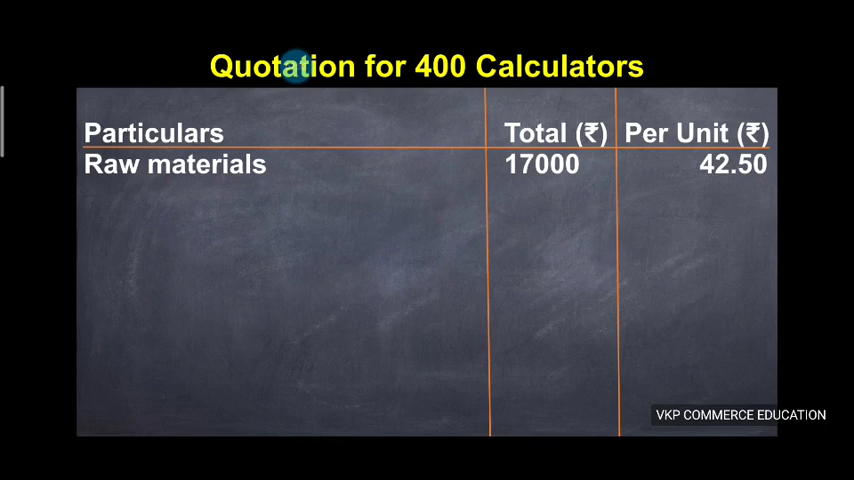 Quotation for 400 Calculators
Particulars Total (₹) Per Unit (₹)
Raw materials 17000 42.50
VKP COMMERCE EDUCATION